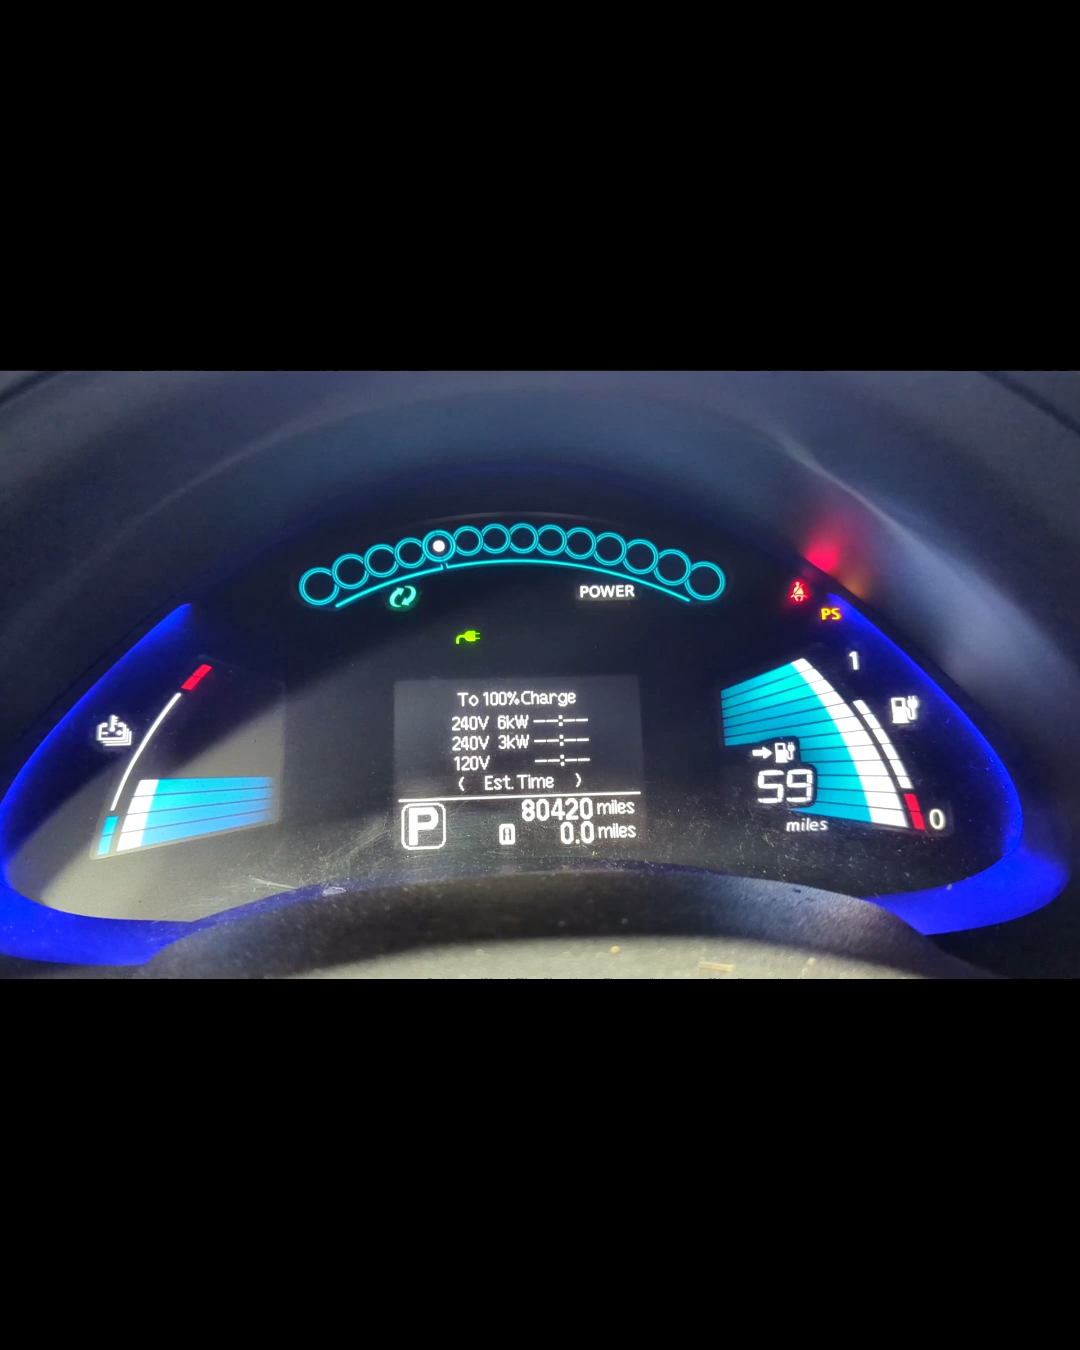 POWER
PS
1
To 100%Charge
240V 6kW --:--
240V 3kW --:--
120V --:--
< Est. Time >
59
miles
0
P
80420 miles
0.0 miles